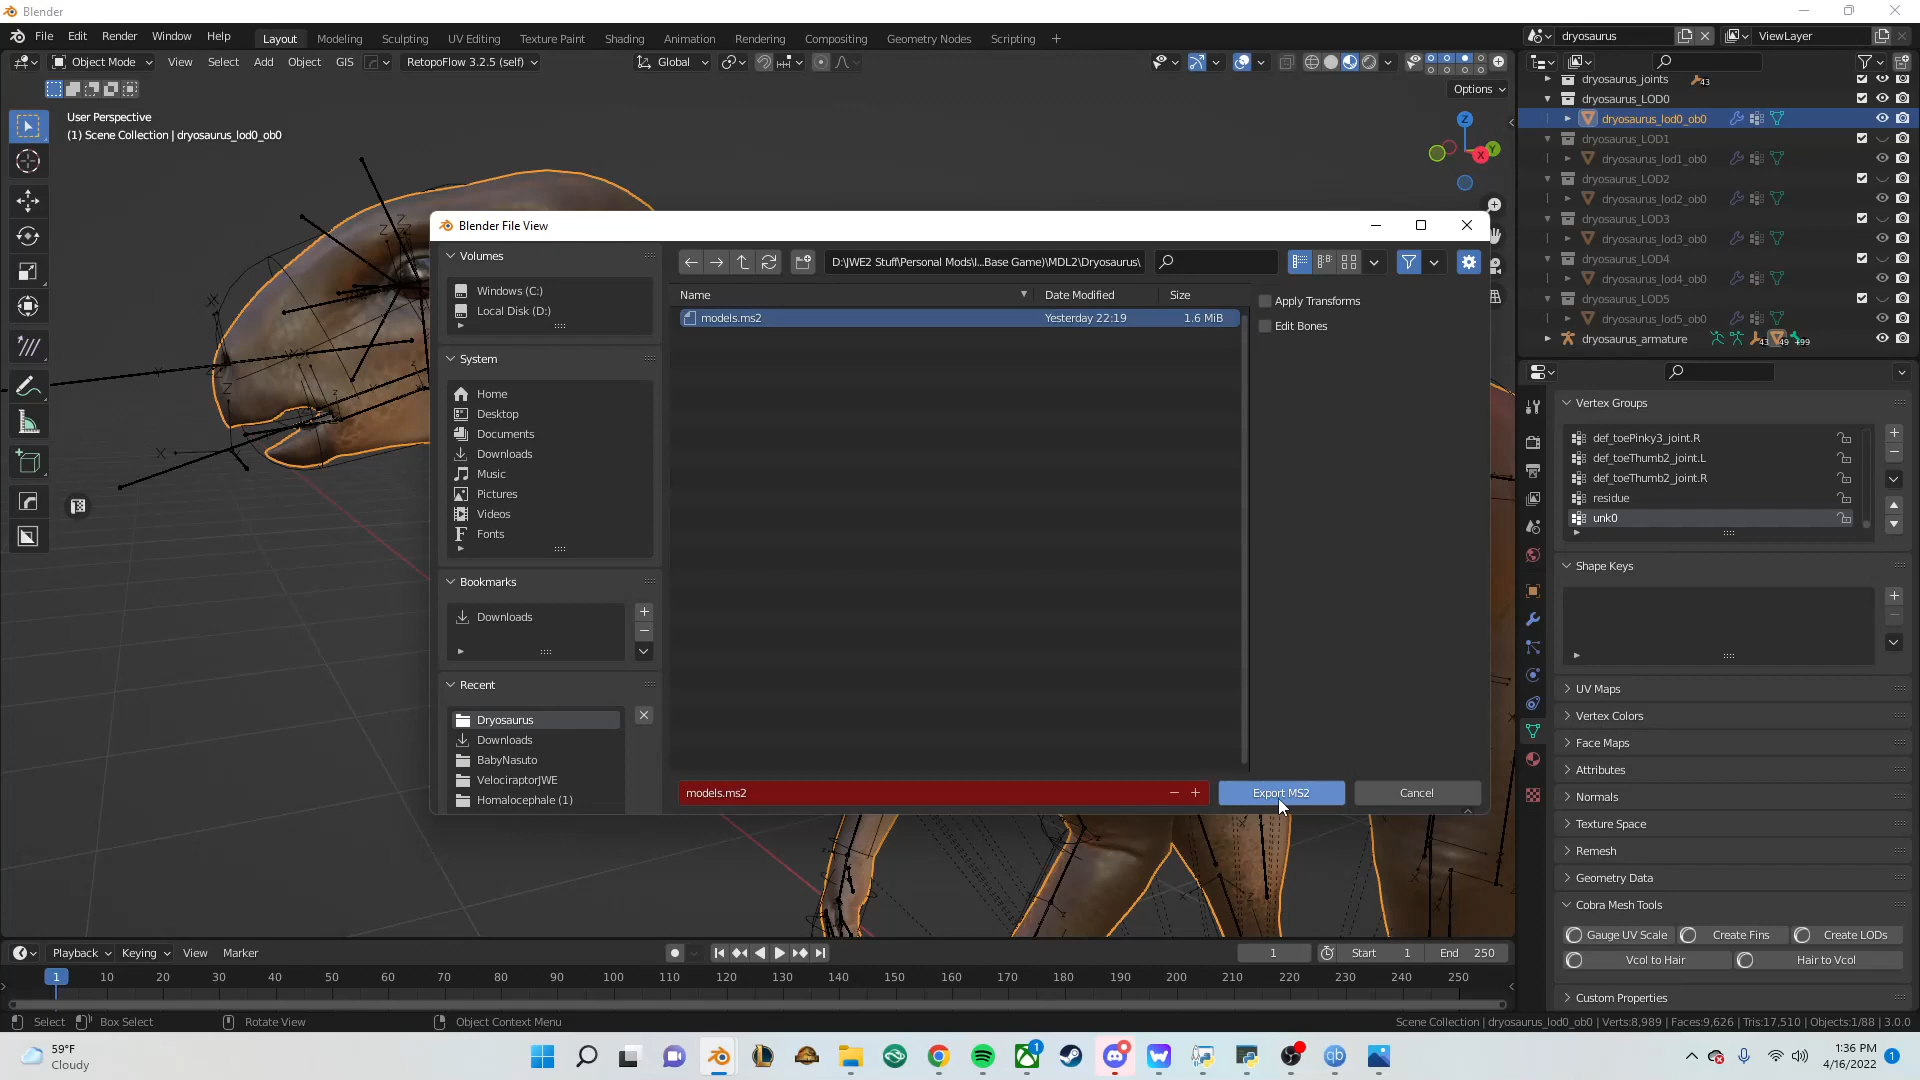 Blender
File Edit Render Window Help Layout Modeling Sculpting UV Editing Texture Paint Shading Animation Rendering Compositing Geometry Nodes Scripting + dryosaurus ViewLayer
Object Mode View Select Add Object GIS RetopoFlow 3.2.5 (self) Global
Options
User Perspective
(1) Scene Collection | dryosaurus_lod0_ob0
dryosaurus_joints 43
dryosaurus_LOD0
dryosaurus_lod0_ob0
dryosaurus_LOD1
dryosaurus_lod1_ob0
dryosaurus_LOD2
dryosaurus_lod2_ob0
dryosaurus_LOD3
dryosaurus_lod3_ob0
dryosaurus_LOD4
dryosaurus_lod4_ob0
dryosaurus_LOD5
dryosaurus_lod5_ob0
dryosaurus_armature 43 49 +99
Z
Y
X
Blender File View
Volumes
Windows (C:)
Local Disk (D:)
System
Home
Desktop
Documents
Downloads
Music
Pictures
Videos
Fonts
Bookmarks
Downloads
Recent
Dryosaurus
Downloads
BabyNasuto
VelociraptorJWE
Homalocephale (1)
D:\JWE2 Stuff\Personal Mods\I...Base Game)\MDL2\Dryosaurus\
Name Date Modified Size
models.ms2 Yesterday 22:19 1.6 MiB
Apply Transforms
Edit Bones
models.ms2 Export MS2 Cancel
Vertex Groups
def_toePinky3_joint.R
def_toeThumb2_joint.L
def_toeThumb2_joint.R
residue
unk0
Shape Keys
UV Maps
Vertex Colors
Face Maps
Attributes
Normals
Texture Space
Remesh
Geometry Data
Cobra Mesh Tools
Gauge UV Scale Create Fins Create LODs
Vcol to Hair Hair to Vcol
Custom Properties
Playback Keying View Marker 1 Start 1 End 250
1 10 20 30 40 50 60 70 80 90 100 110 120 130 140 150 160 170 180 190 200 210 220 230 240 250
Select Box Select Rotate View Object Context Menu Scene Collection | dryosaurus_lod0_ob0 | Verts:8,989 | Faces:9,626 | Tris:17,510 | Objects:1/88 | 3.0.0
59°F
Cloudy
1:36 PM
4/16/2022